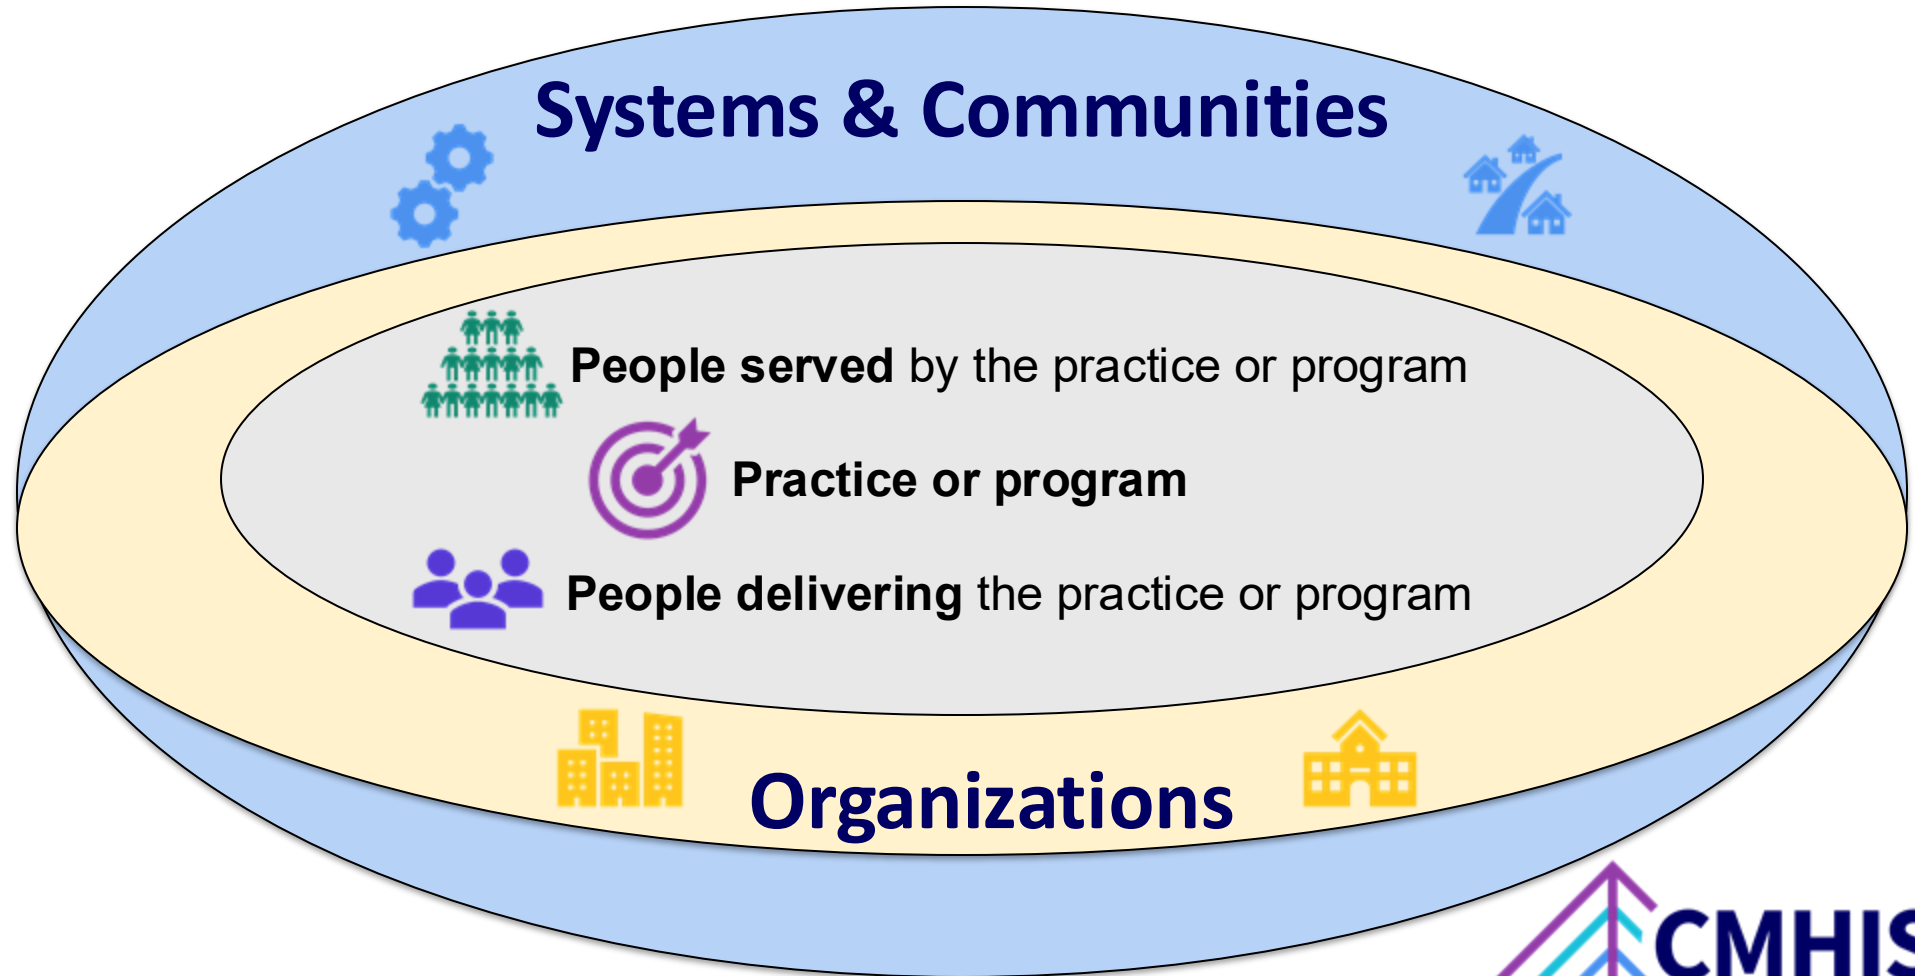 Systems & Communities
People served by the practice or program
Practice or program
People delivering the practice or program
Organizations
CMHIS